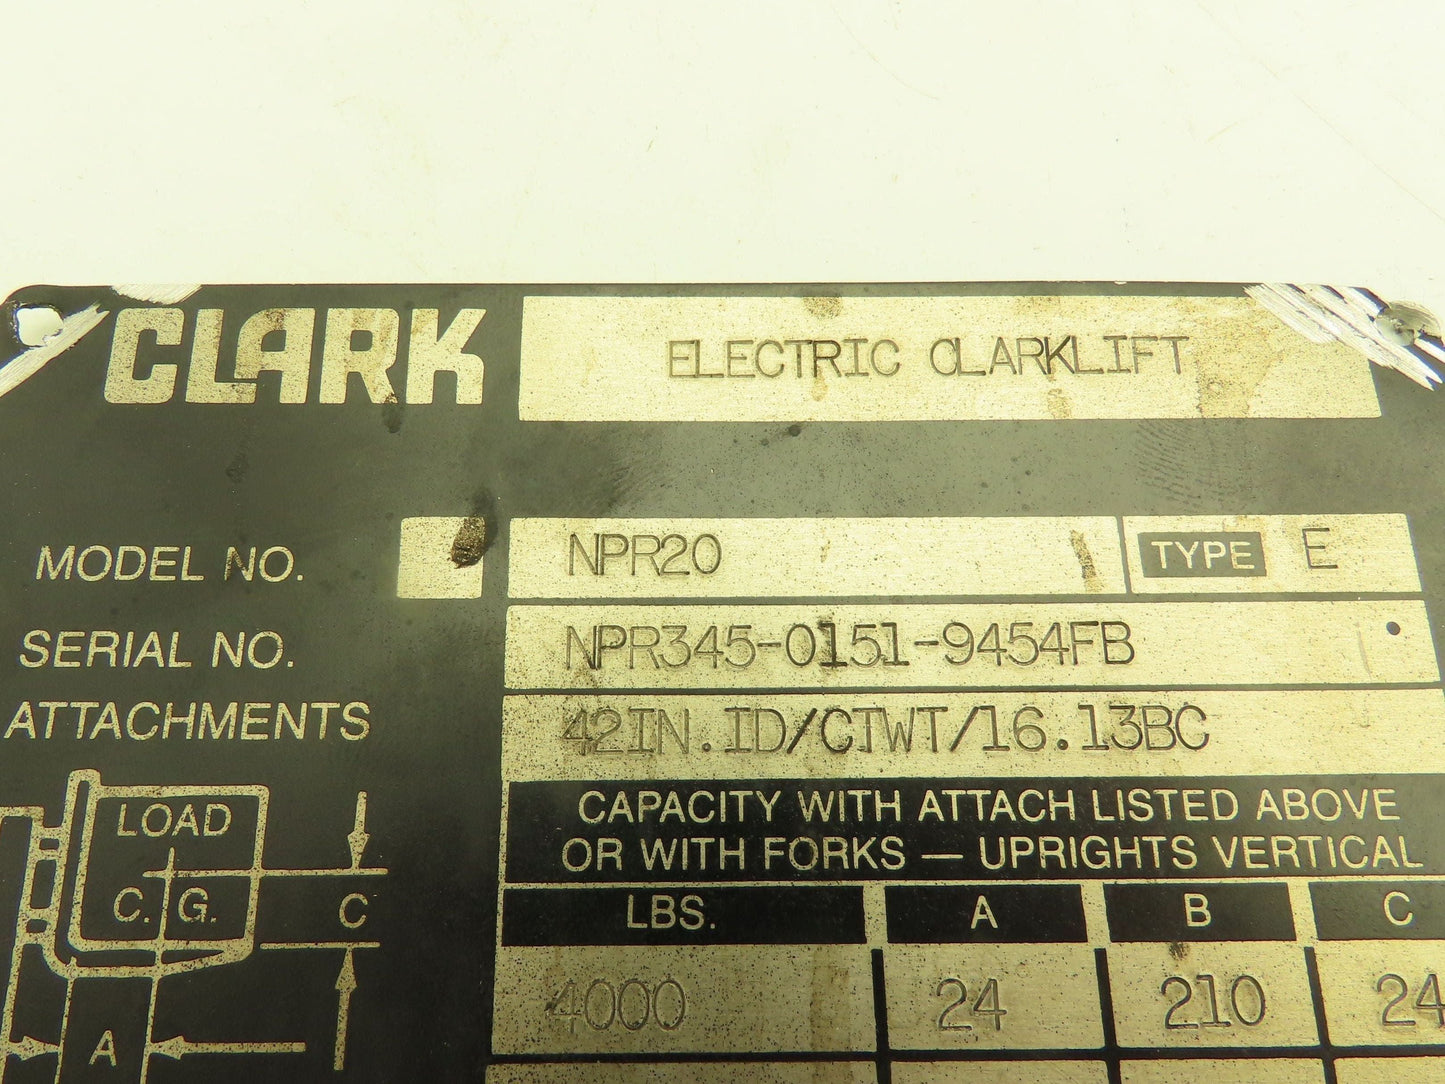 CLARK ELECTRIC CLARKLIFT
MODEL NO. NPR20 TYPE E
SERIAL NO. NPR345-0151-9454FB
ATTACHMENTS 42IN.ID/CTWT/16.13BC
CAPACITY WITH ATTACH LISTED ABOVE
OR WITH FORKS — UPRIGHTS VERTICAL
LOAD
C. G.
C
A
LBS. A B C
4000 24 210 24